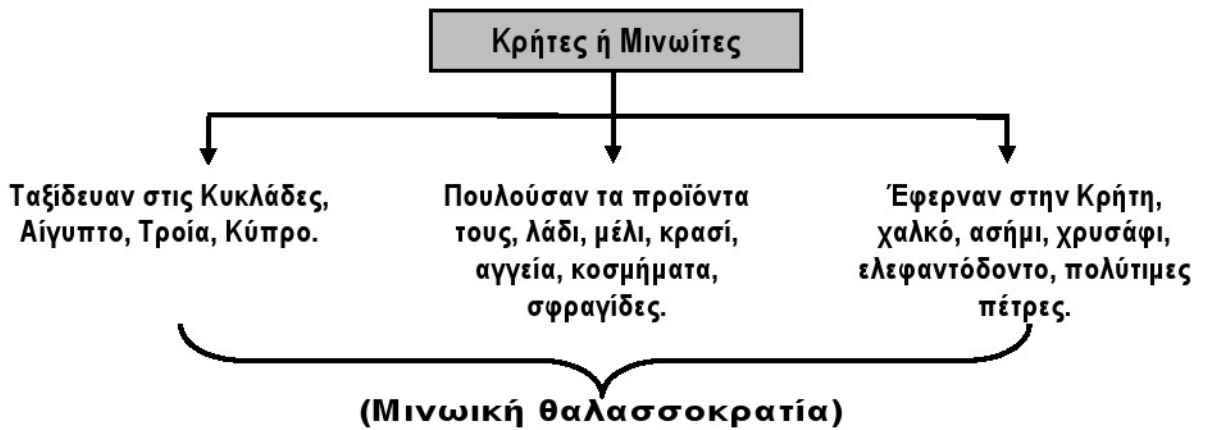 Κρήτες ή Μινωίτες
Ταξίδευαν στις Κυκλάδες,
Αίγυπτο, Τροία, Κύπρο.
Πουλούσαν τα προϊόντα
τους, λάδι, μέλι, κρασί,
αγγεία, κοσμήματα,
σφραγίδες.
Έφερναν στην Κρήτη,
χαλκό, ασήμι, χρυσάφι,
ελεφαντόδοντο, πολύτιμες
πέτρες.
(Μινωική θαλασσοκρατία)